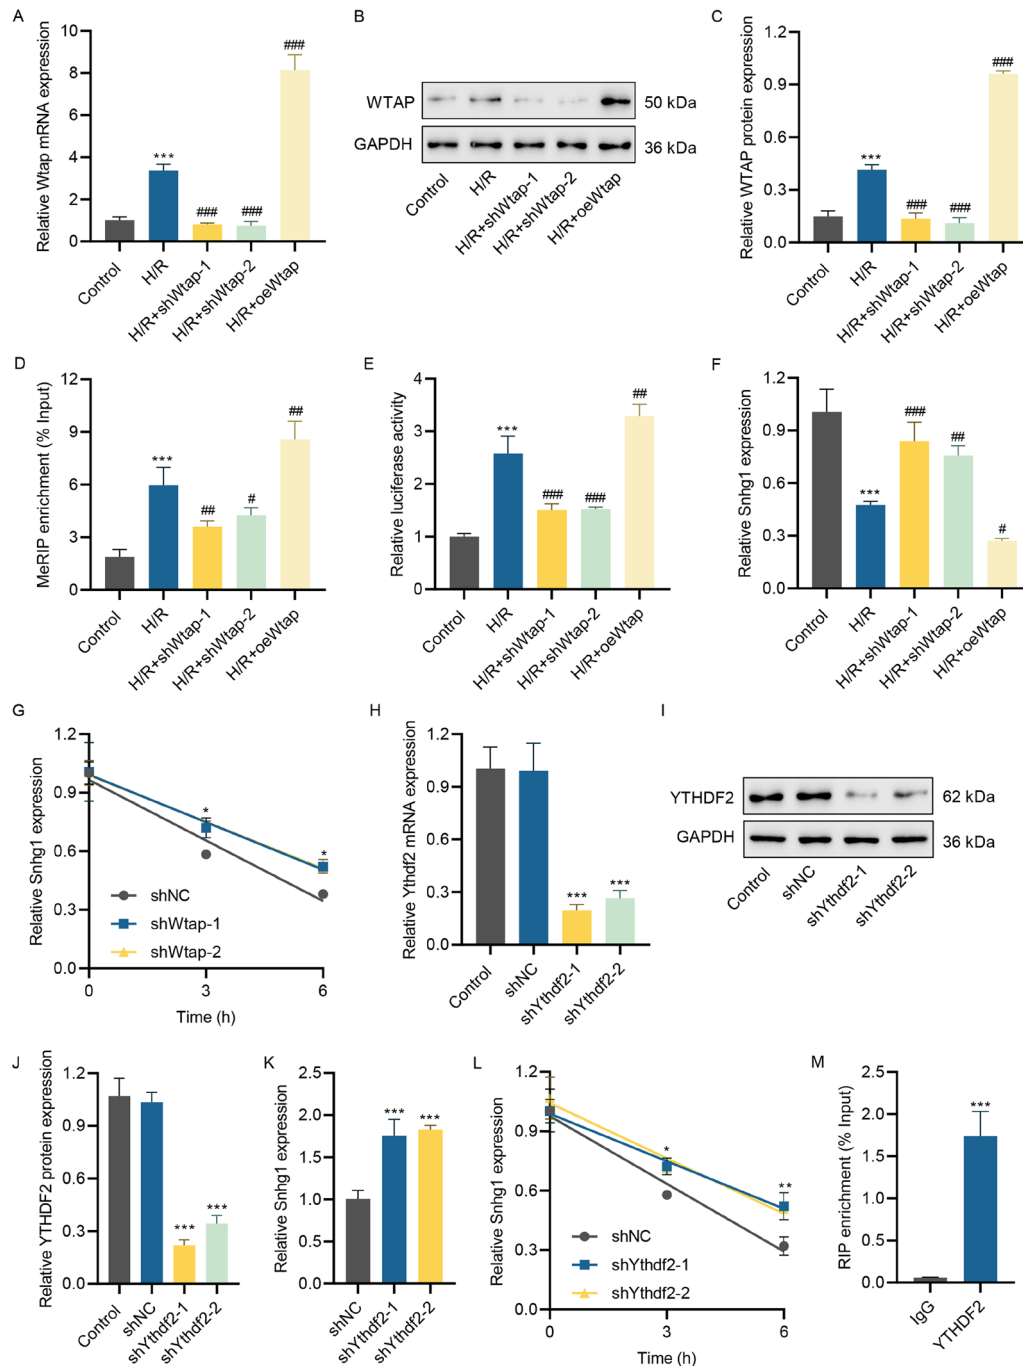 A
Relative Wtap mRNA expression
10
8
6
4
2
0
***
###
###
###
Control
H/R
H/R+shWtap-1
H/R+shWtap-2
H/R+oeWtap
B
WTAP
50 kDa
GAPDH
36 kDa
Control
H/R
H/R+shWtap-1
H/R+shWtap-2
H/R+oeWtap
C
Relative WTAP protein expression
1.2
0.9
0.6
0.3
0.0
***
###
###
###
Control
H/R
H/R+shWtap-1
H/R+shWtap-2
H/R+oeWtap
D
MeRIP enrichment (% Input)
12
9
6
3
0
***
##
#
##
Control
H/R
H/R+shWtap-1
H/R+shWtap-2
H/R+oeWtap
E
Relative luciferase activity
4
3
2
1
0
***
###
###
##
Control
H/R
H/R+shWtap-1
H/R+shWtap-2
H/R+oeWtap
F
Relative Snhg1 expression
1.2
0.9
0.6
0.3
0.0
***
###
##
#
Control
H/R
H/R+shWtap-1
H/R+shWtap-2
H/R+oeWtap
G
Relative Snhg1 expression
1.2
0.9
0.6
0.3
0.0
*
*
shNC
shWtap-1
shWtap-2
0
3
6
Time (h)
H
Relative Ythdf2 mRNA expression
1.2
0.9
0.6
0.3
0.0
***
***
Control
shNC
shYthdf2-1
shYthdf2-2
I
YTHDF2
62 kDa
GAPDH
36 kDa
Control
shNC
shYthdf2-1
shYthdf2-2
J
Relative YTHDF2 protein expression
1.2
0.9
0.6
0.3
0.0
***
***
Control
shNC
shYthdf2-1
shYthdf2-2
K
Relative Snhg1 expression
2.5
2.0
1.5
1.0
0.5
0.0
***
***
shNC
shYthdf2-1
shYthdf2-2
L
Relative Snhg1 expression
1.2
0.9
0.6
0.3
0.0
*
**
shNC
shYthdf2-1
shYthdf2-2
0
3
6
Time (h)
M
RIP enrichment (% Input)
2.5
2.0
1.5
1.0
0.5
0.0
***
IgG
YTHDF2